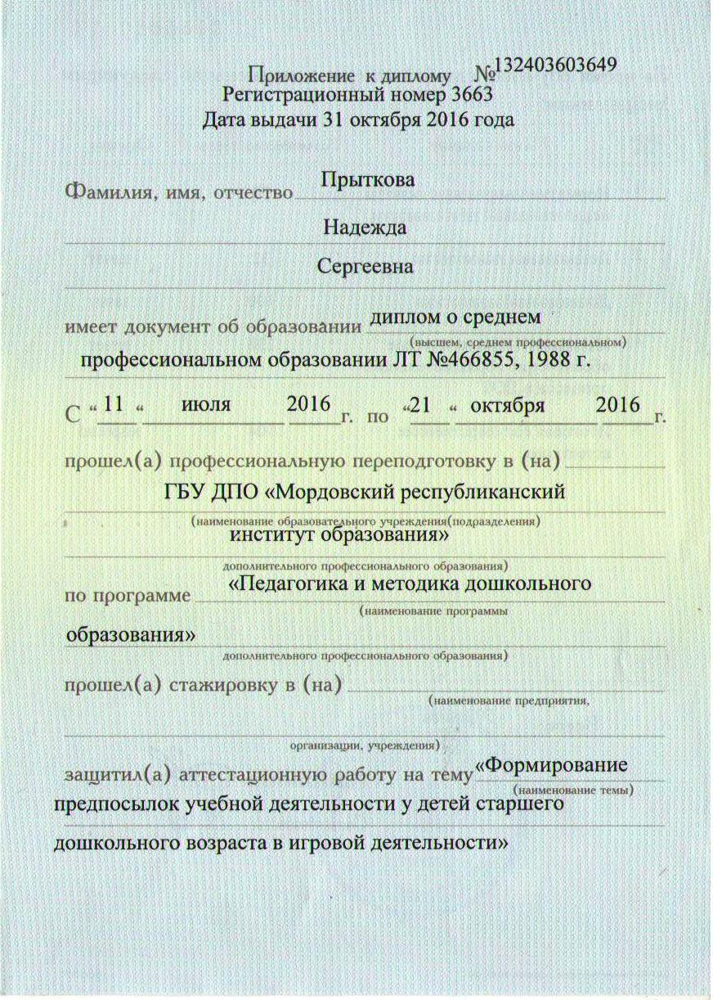 Приложение к диплому № 132403603649
Регистрационный номер 3663
Дата выдачи 31 октября 2016 года
Фамилия, имя, отчество Прыткова
Надежда
Сергеевна
имеет документ об образовании диплом о среднем
(высшем, среднем профессиональном)
профессиональном образовании ЛТ №466855, 1988 г.
С “ 11 “ июля 2016 г. по “21 “ октября 2016 г.
прошел(а) профессиональную переподготовку в (на)
ГБУ ДПО «Мордовский республиканский
(наименование образовательного учреждения(подразделения)
институт образования»
дополнительного профессионального образования)
по программе «Педагогика и методика дошкольного
(наименование программы
образования»
дополнительного профессионального образования)
прошел(а) стажировку в (на)
(наименование предприятия,
организации, учреждения)
защитил(а) аттестационную работу на тему «Формирование
(наименование темы)
предпосылок учебной деятельности у детей старшего
дошкольного возраста в игровой деятельности»